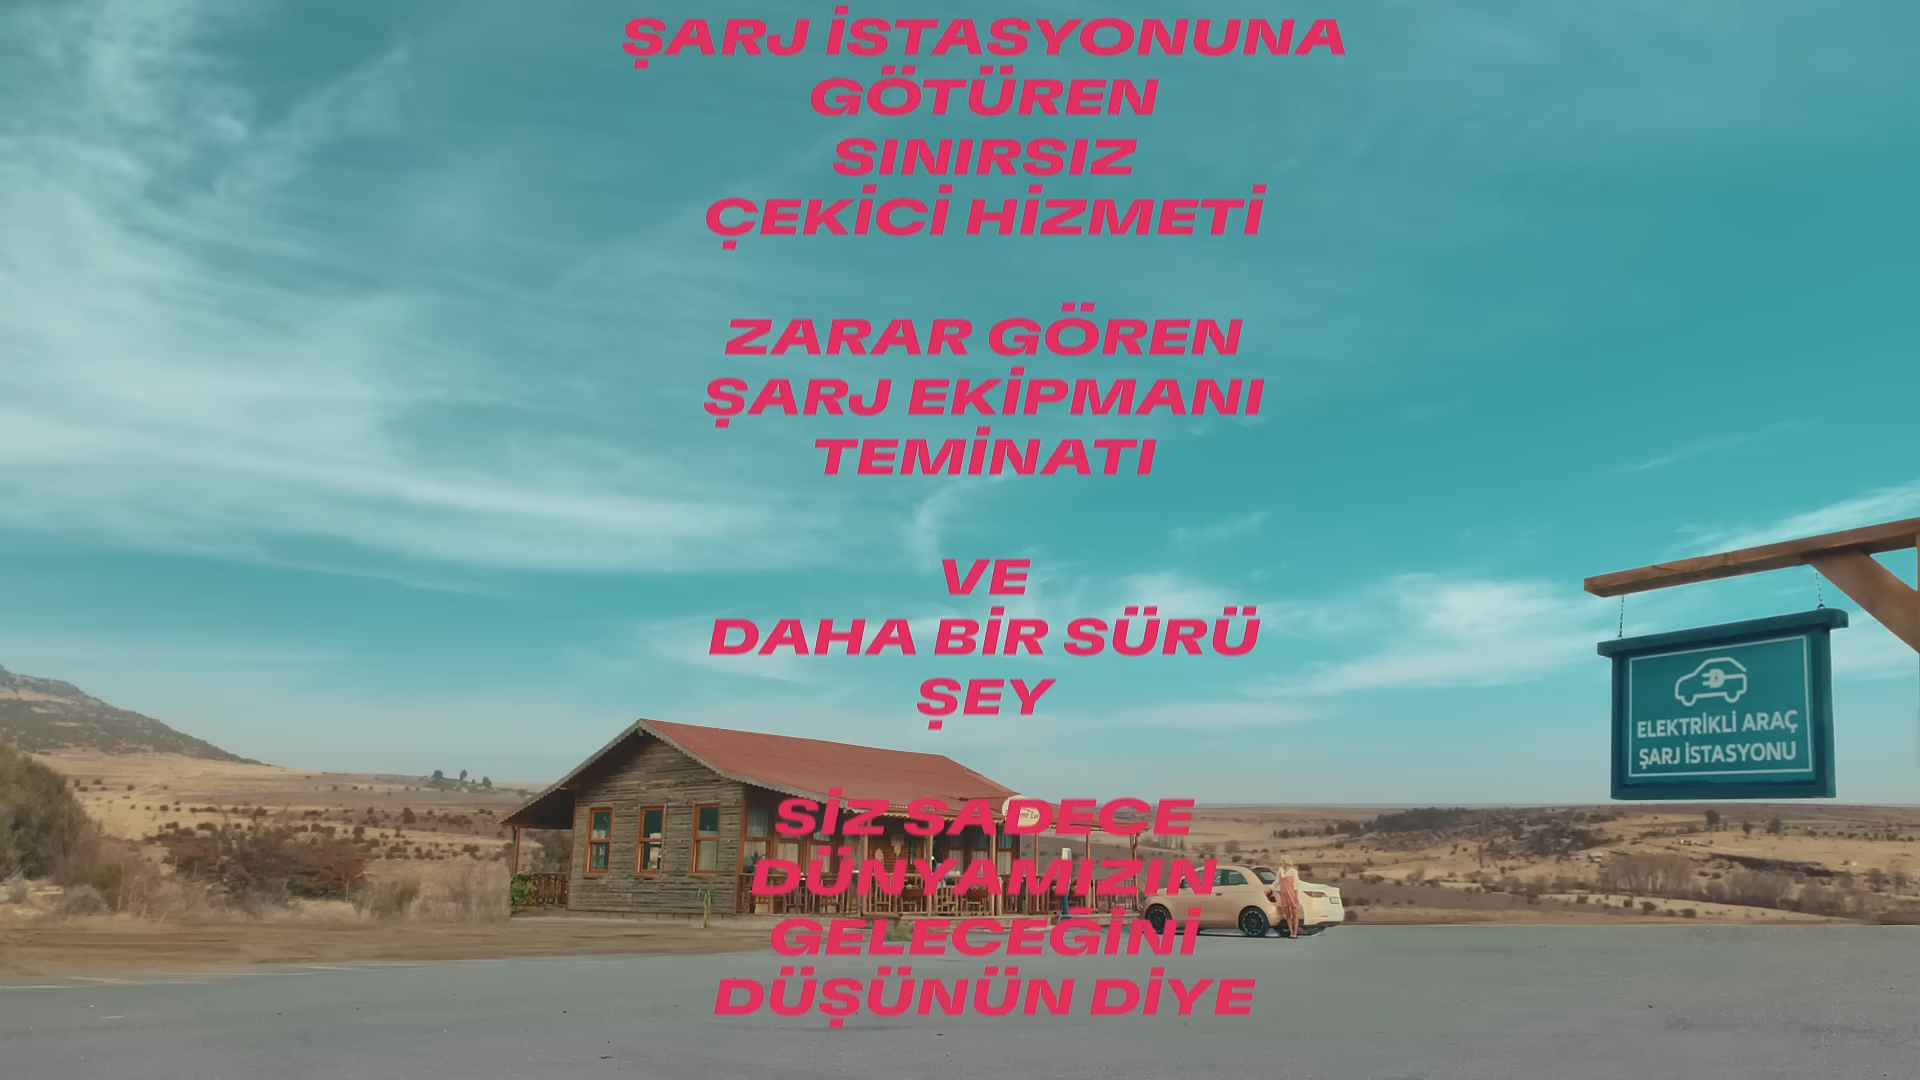 ŞARJ İSTASYONUNA
GÖTÜREN
SINIRSIZ
ÇEKİCİ HİZMETİ
ZARAR GÖREN
ŞARJ EKİPMANI
TEMİNATI
VE
DAHA BİR SÜRÜ
ŞEY
SİZ SADECE
DÜNYAMIZIN
GELECEĞİNİ
DÜŞÜNÜN DİYE
ELEKTRİKLİ ARAÇ
ŞARJ İSTASYONU